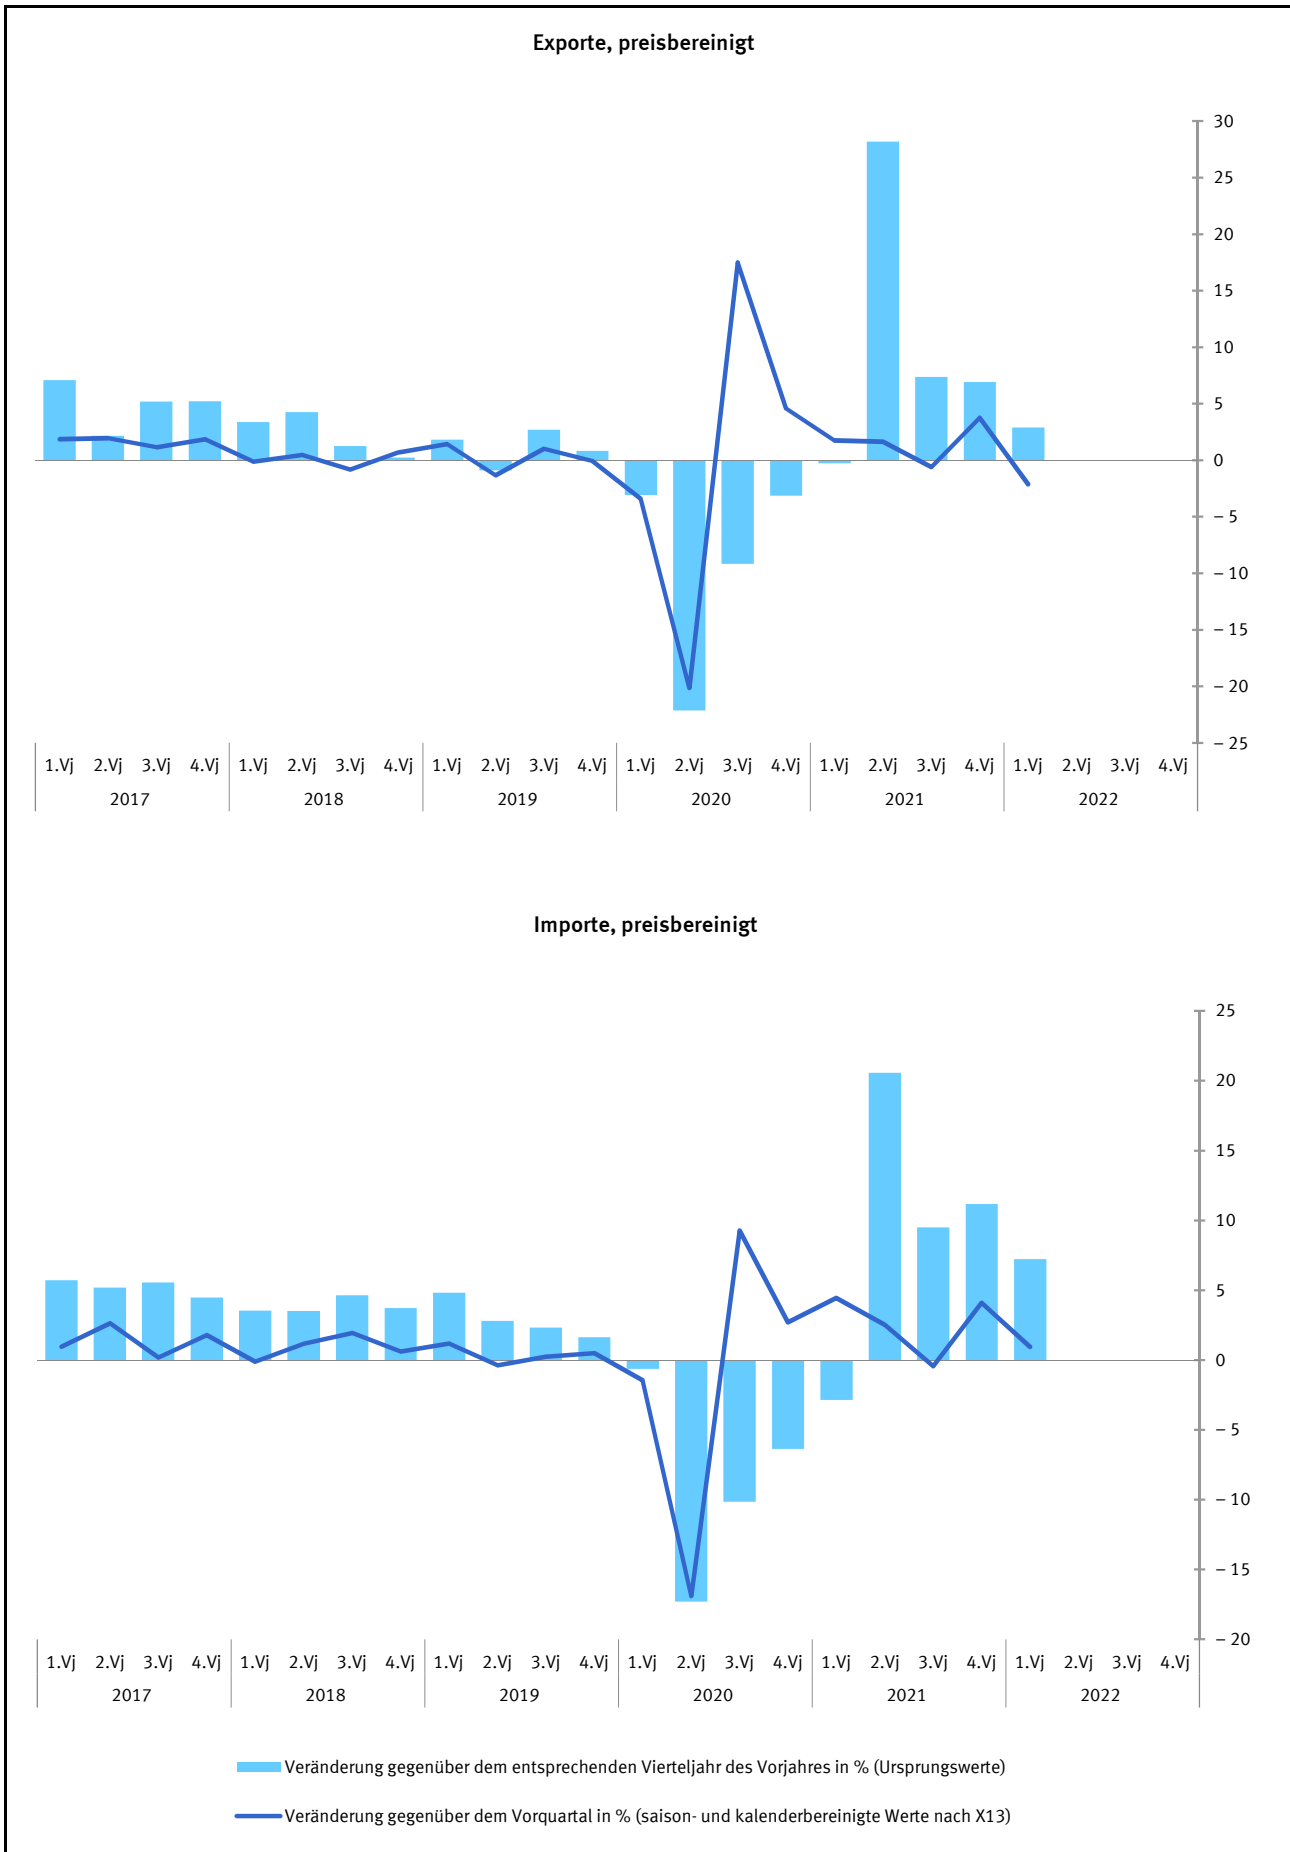 Exporte, preisbereinigt
30
25
20
15
10
5
0
– 5
– 10
– 15
– 20
– 25
1.Vj 2.Vj 3.Vj 4.Vj 1.Vj 2.Vj 3.Vj 4.Vj 1.Vj 2.Vj 3.Vj 4.Vj 1.Vj 2.Vj 3.Vj 4.Vj 1.Vj 2.Vj 3.Vj 4.Vj 1.Vj 2.Vj 3.Vj 4.Vj
2017 2018 2019 2020 2021 2022
Importe, preisbereinigt
25
20
15
10
5
0
– 5
– 10
– 15
– 20
1.Vj 2.Vj 3.Vj 4.Vj 1.Vj 2.Vj 3.Vj 4.Vj 1.Vj 2.Vj 3.Vj 4.Vj 1.Vj 2.Vj 3.Vj 4.Vj 1.Vj 2.Vj 3.Vj 4.Vj 1.Vj 2.Vj 3.Vj 4.Vj
2017 2018 2019 2020 2021 2022
Veränderung gegenüber dem entsprechenden Vierteljahr des Vorjahres in % (Ursprungswerte)
Veränderung gegenüber dem Vorquartal in % (saison- und kalenderbereinigte Werte nach X13)